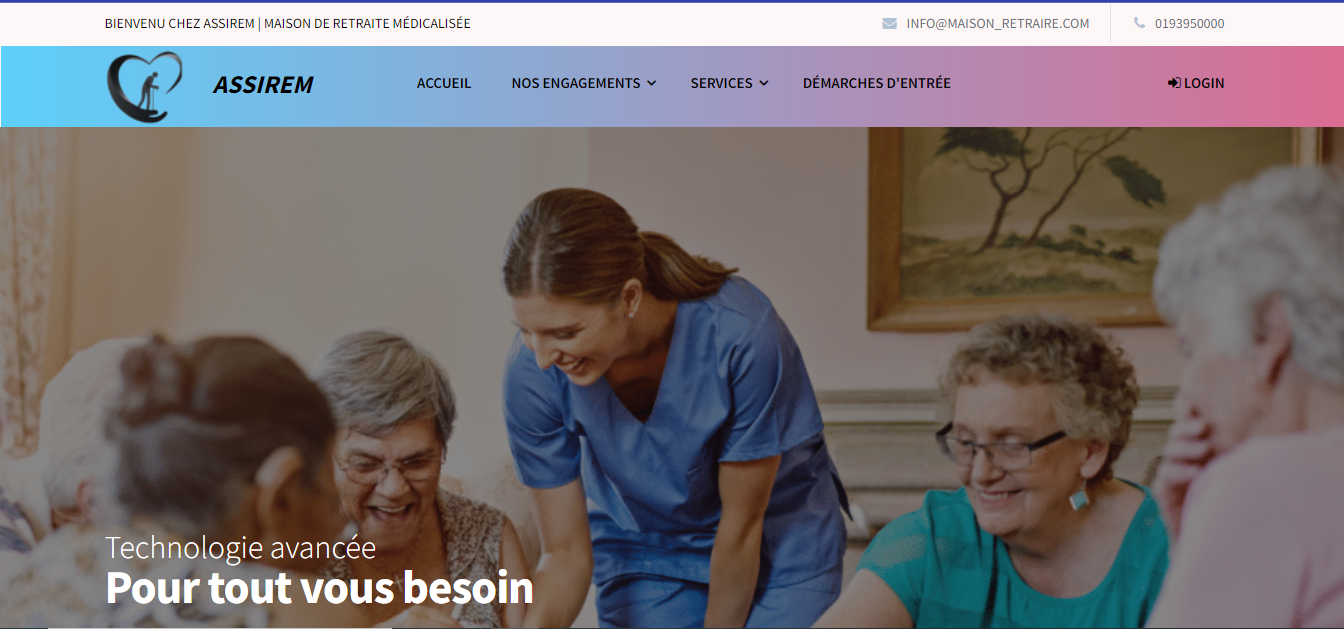 BIENVENU CHEZ ASSIREM | MAISON DE RETRAITE MÉDICALISÉE
INFO@MAISON_RETRAIRE.COM
0193950000
ASSIREM
ACCUEIL
NOS ENGAGEMENTS
SERVICES
DÉMARCHES D'ENTRÉE
LOGIN
Technologie avancée
Pour tout vous besoin